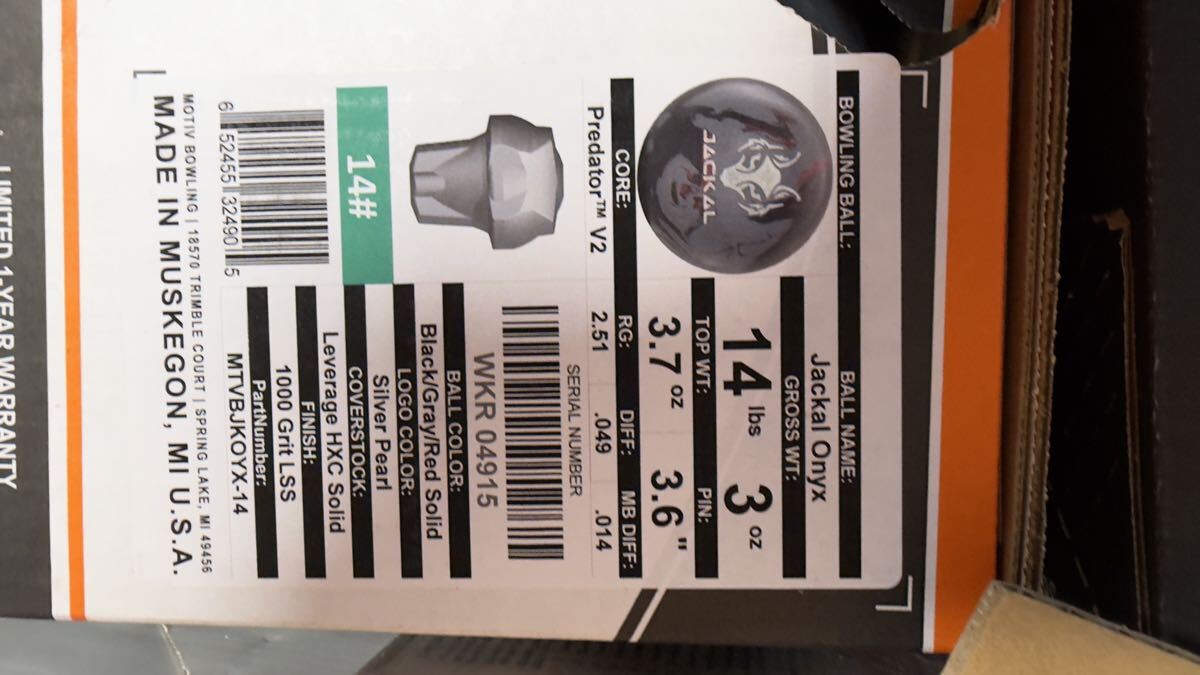 BOWLING BALL:
JACKAL
BALL NAME:
Jackal Onyx
GROSS WT:
14 lbs 3 oz
TOP WT: PIN:
3.7 oz 3.6"
CORE: RG: DIFF: MB DIFF:
Predator™ V2 2.51 .049 .014
SERIAL NUMBER
WKR 04915
BALL COLOR:
Black/Gray/Red Solid
LOGO COLOR:
Silver Pearl
COVERSTOCK:
Leverage HXC Solid
FINISH:
1000 Grit LSS
PartNumber:
MTVBJKOYX-14
14#
6 52455 32490 5
MOTIV BOWLING | 18570 TRIMBLE COURT | SPRING LAKE, MI 49456
MADE IN MUSKEGON, MI U.S.A.
LIMITED 1-YEAR WARRANTY